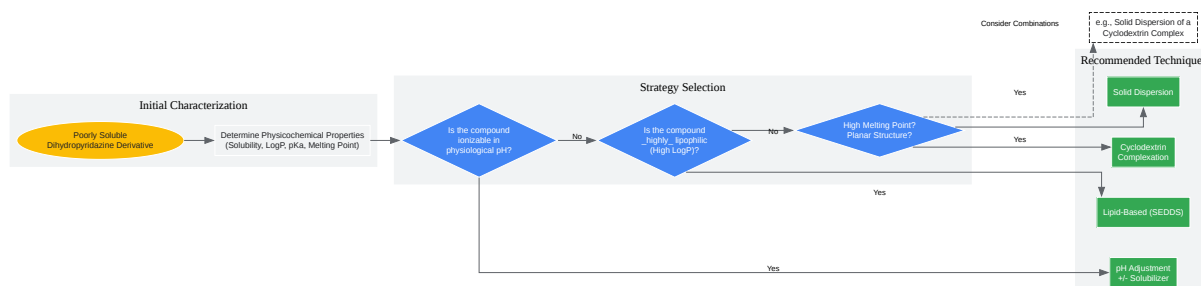 Consider Combinations
e.g., Solid Dispersion of a
Cyclodextrin Complex
Recommended Technique
Initial Characterization
Strategy Selection
Poorly Soluble
Dihydropyridazine Derivative
Determine Physicochemical Properties
(Solubility, LogP, pKa, Melting Point)
Is the compound
ionizable in
physiological pH?
No
Is the compound
_highly_ lipophilic
(High LogP)?
No
High Melting Point?
Planar Structure?
Yes
Solid Dispersion
Yes
Cyclodextrin
Complexation
Yes
Lipid-Based (SEDDS)
Yes
pH Adjustment
+/- Solubilizer